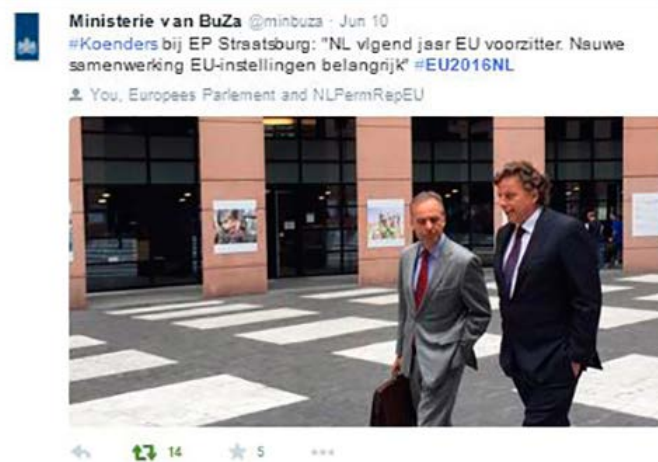 Ministerie van BuZa @minbuza · Jun 10
#Koenders bij EP Straatsburg: "NL vlgend jaar EU voorzitter. Nauwe
samenwerking EU-instellingen belangrijk" #EU2016NL
You, Europees Parlement and NLPermRepEU
14 5